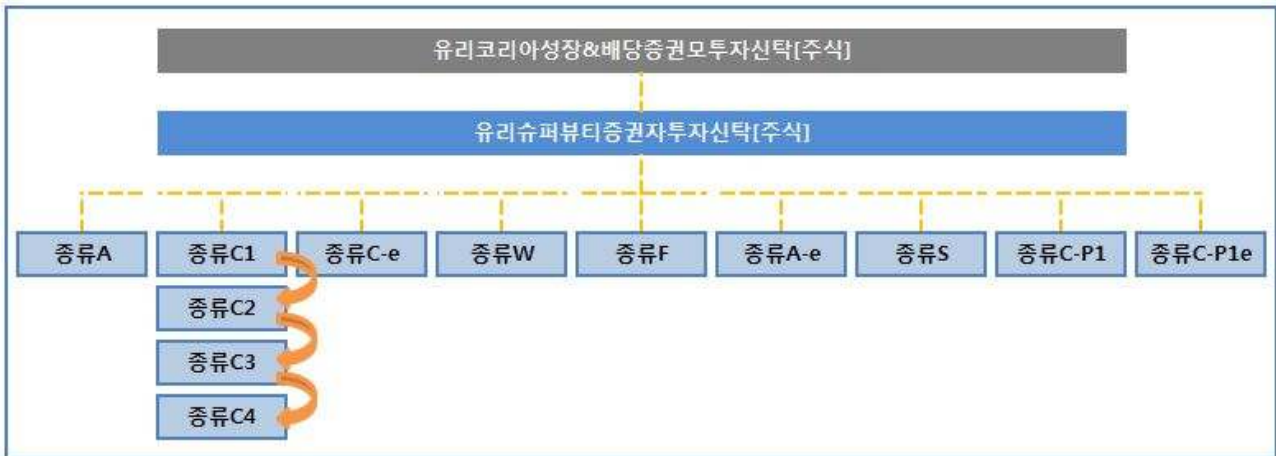 유리코리아성장&배당증권모투자신탁[주식]
유리슈퍼뷰티증권자투자신탁[주식]
종류A 종류C1 종류C-e 종류W 종류F 종류A-e 종류S 종류C-P1 종류C-P1e
종류C2
종류C3
종류C4